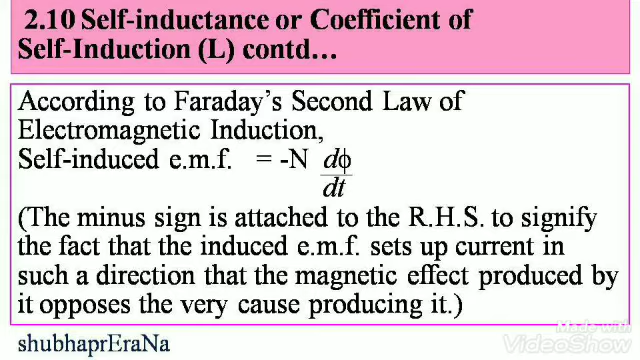 2.10 Self-inductance or Coefficient of
Self-Induction (L) contd...
According to Faraday's Second Law of
Electromagnetic Induction,
Self-induced e.m.f. = -N dϕ
dt
(The minus sign is attached to the R.H.S. to signify
the fact that the induced e.m.f. sets up current in
such a direction that the magnetic effect produced by
it opposes the very cause producing it.)
Made with
shubhaprEraNa
VideoShow